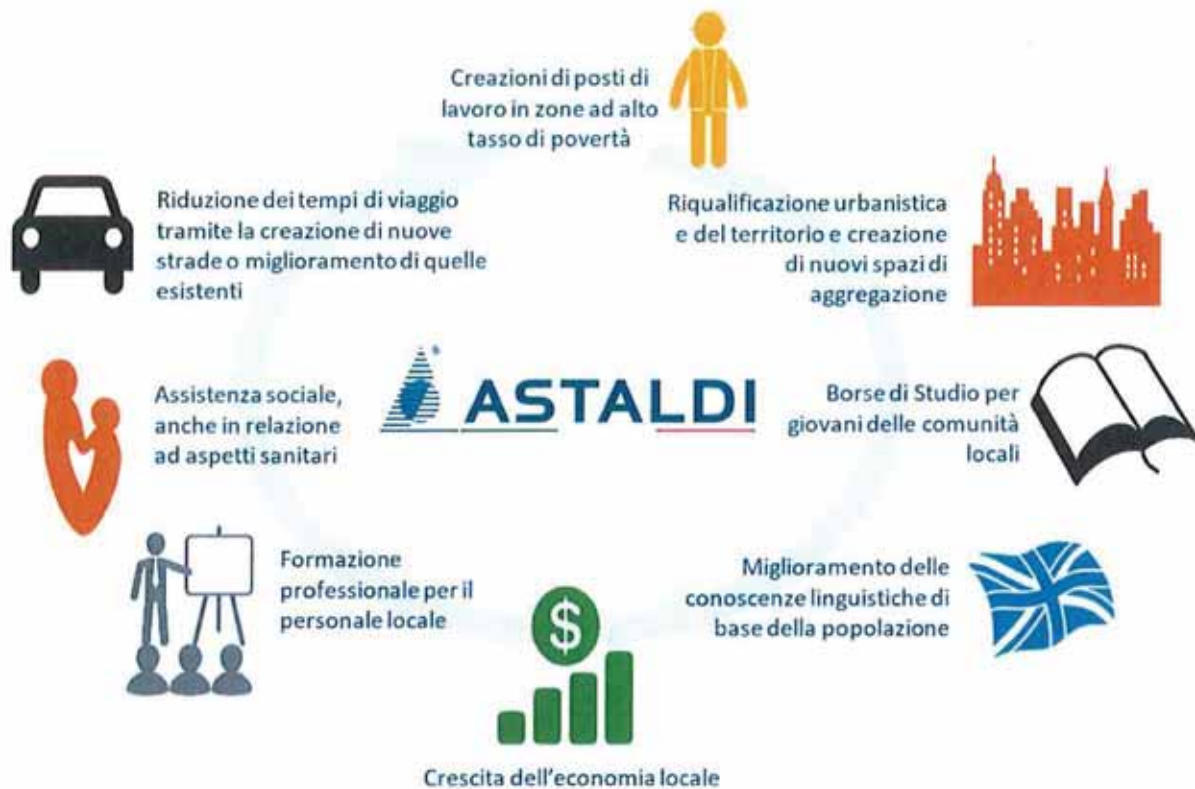 Creazioni di posti di
lavoro in zone ad alto
tasso di povertà
Riduzione dei tempi di viaggio
tramite la creazione di nuove
strade o miglioramento di quelle
esistenti
Riqualificazione urbanistica
e del territorio e creazione
di nuovi spazi di
aggregazione
Assistenza sociale,
anche in relazione
ad aspetti sanitari
ASTALDI
Borse di Studio per
giovani delle comunità
locali
Formazione
professionale per il
personale locale
$
Miglioramento delle
conoscenze linguistiche di
base della popolazione
Crescita dell'economia locale